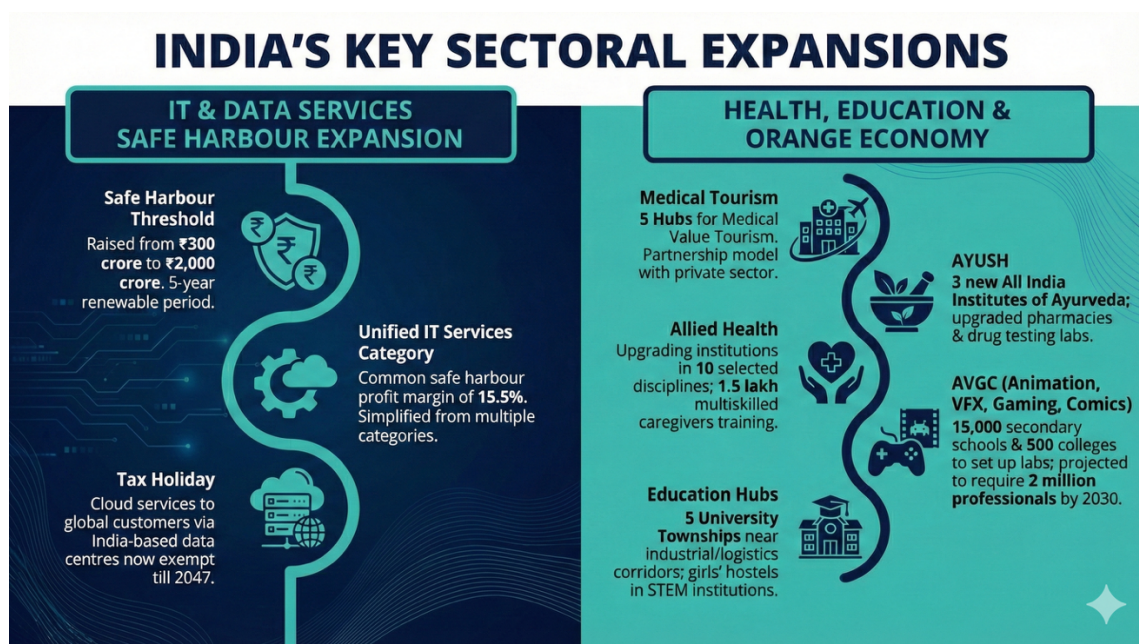 INDIA’S KEY SECTORAL EXPANSIONS
IT & DATA SERVICES
SAFE HARBOUR EXPANSION
Safe Harbour
Threshold
Raised from ₹300
crore to ₹2,000
crore. 5-year
renewable period.
₹
₹
₹
Unified IT Services
Category
Common safe harbour
profit margin of 15.5%.
Simplified from multiple
categories.
Tax Holiday
Cloud services to
global customers via
India-based data
centres now exempt
till 2047.
HEALTH, EDUCATION &
ORANGE ECONOMY
Medical Tourism
5 Hubs for Medical
Value Tourism.
Partnership model
with private sector.
AYUSH
3 new All India
Institutes of Ayurveda;
upgraded pharmacies
& drug testing labs.
Allied Health
Upgrading institutions
in 10 selected
disciplines; 1.5 lakh
multiskilled
caregivers training.
AVGC (Animation,
VFX, Gaming, Comics)
15,000 secondary
schools & 500 colleges
to set up labs; projected
to require 2 million
professionals by 2030.
Education Hubs
5 University
Townships near
industrial/logistics
corridors; girls’ hostels
in STEM institutions.